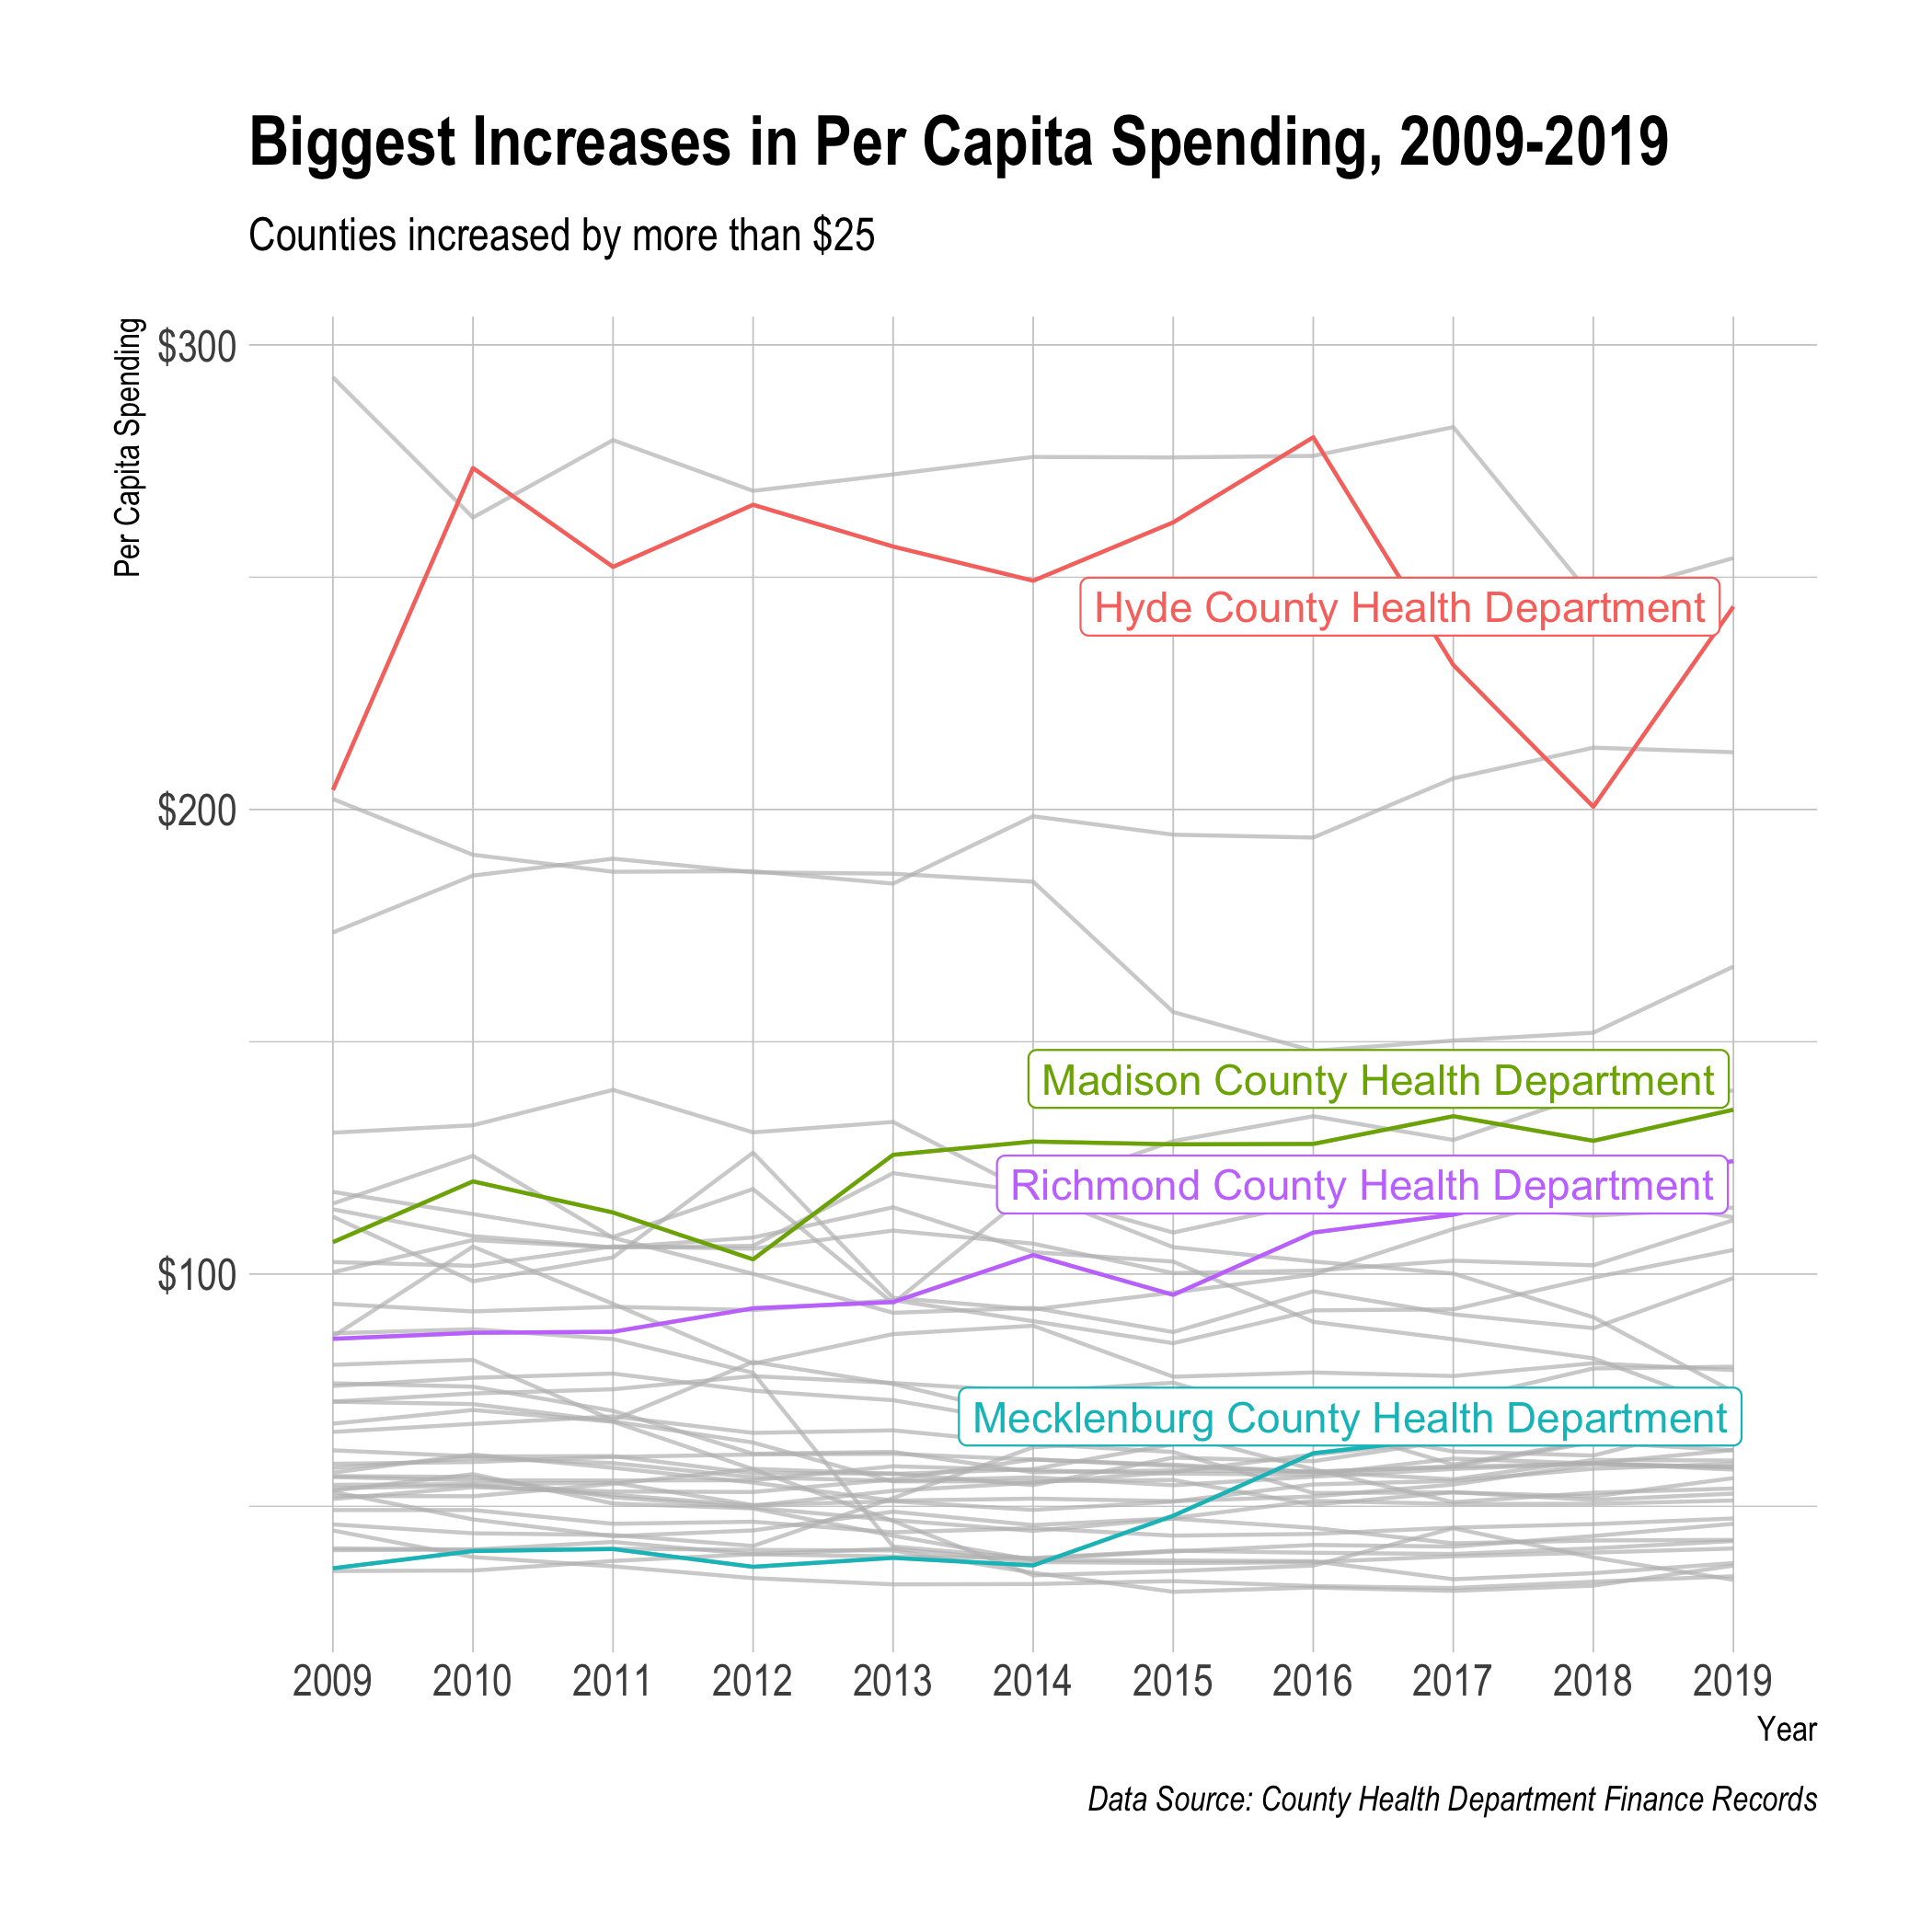 Biggest Increases in Per Capita Spending, 2009-2019
Counties increased by more than $25
Per Capita Spending
$300
$200
$100
Hyde County Health Department
Madison County Health Department
Richmond County Health Department
Mecklenburg County Health Department
2009 2010 2011 2012 2013 2014 2015 2016 2017 2018 2019
Year
Data Source: County Health Department Finance Records